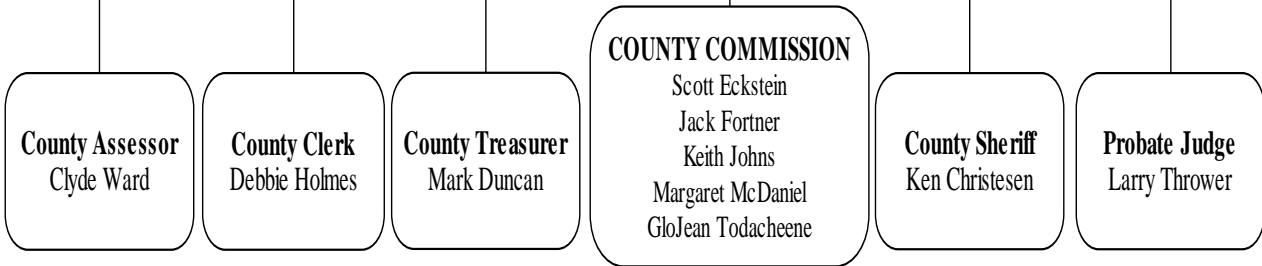 County Assessor
Clyde Ward
County Clerk
Debbie Holmes
County Treasurer
Mark Duncan
COUNTY COMMISSION
Scott Eckstein
Jack Fortner
Keith Johns
Margaret McDaniel
GloJean Todacheene
County Sheriff
Ken Christesen
Probate Judge
Larry Thrower